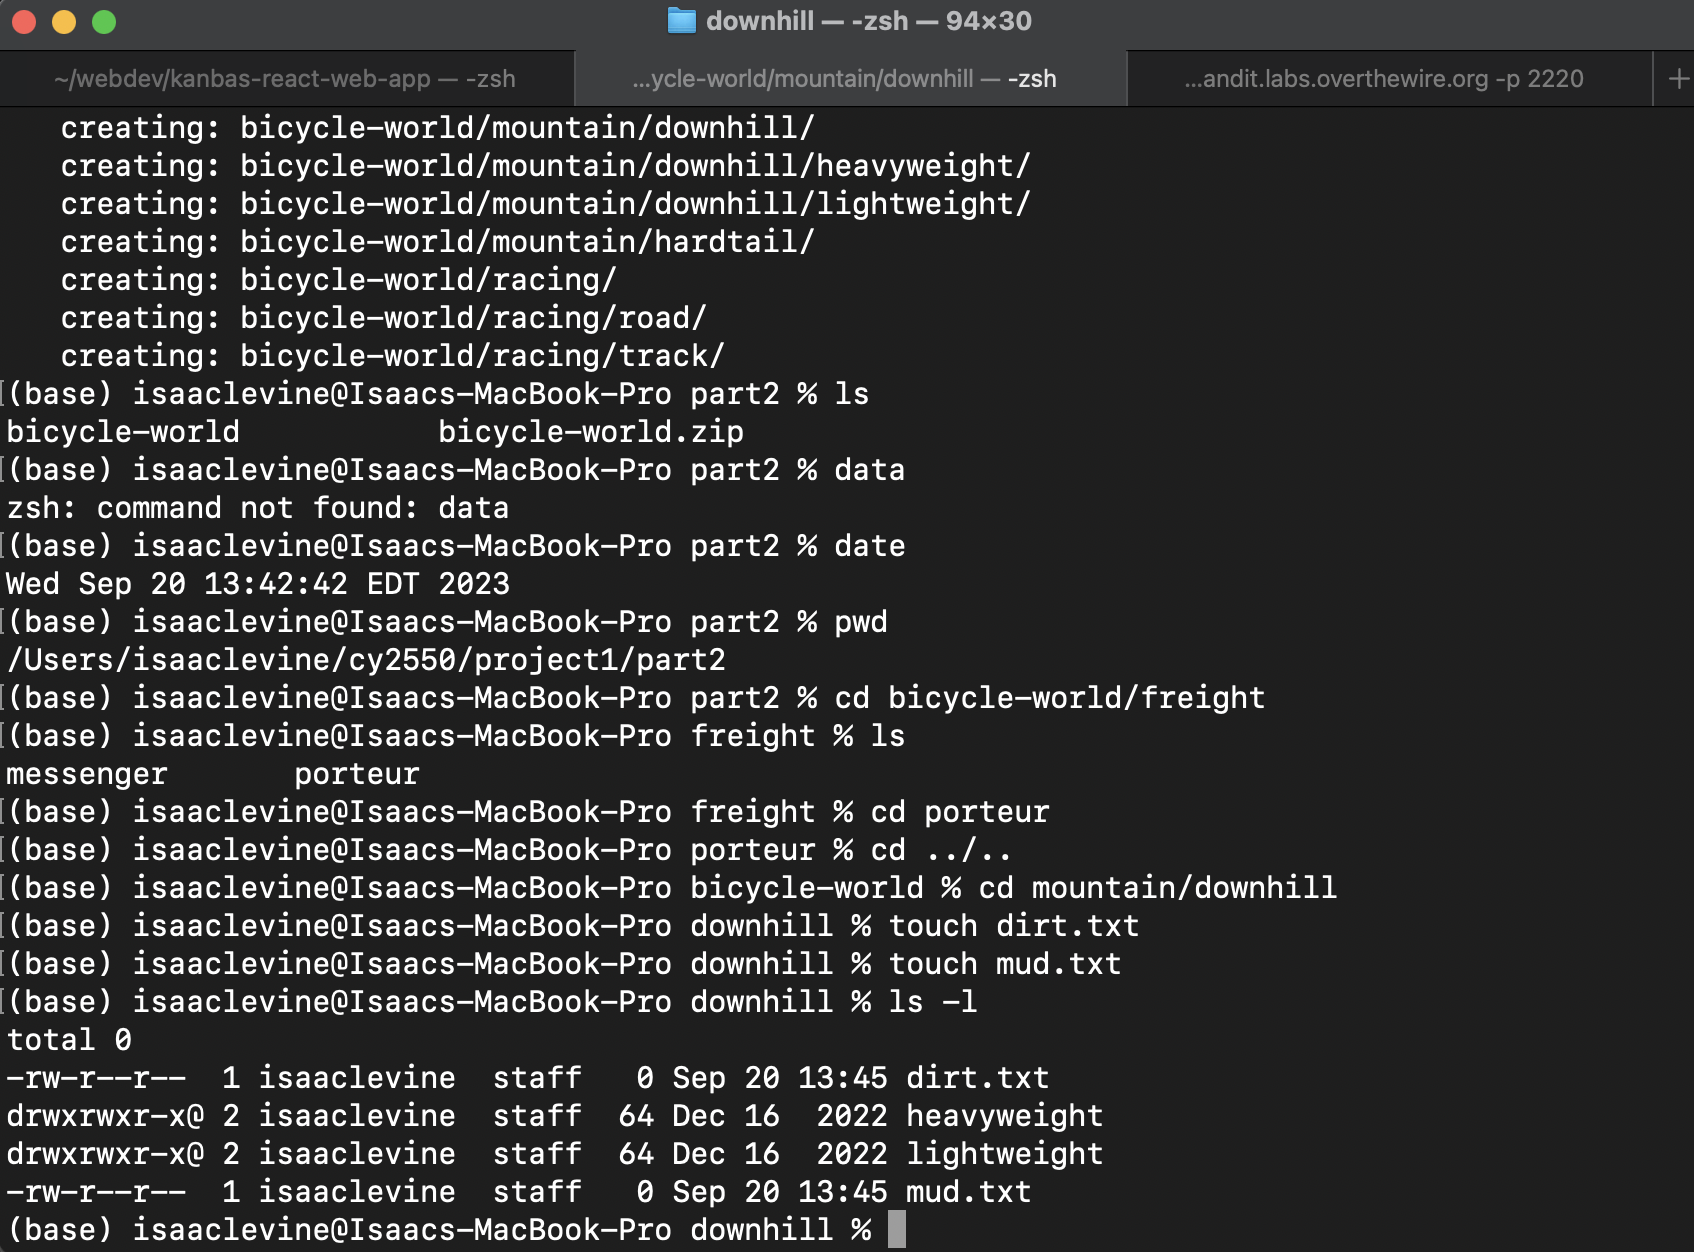 downhill — -zsh — 94×30
~/webdev/kanbas-react-web-app — -zsh
...ycle-world/mountain/downhill — -zsh
...andit.labs.overthewire.org -p 2220
+
   creating: bicycle-world/mountain/downhill/
   creating: bicycle-world/mountain/downhill/heavyweight/
   creating: bicycle-world/mountain/downhill/lightweight/
   creating: bicycle-world/mountain/hardtail/
   creating: bicycle-world/racing/
   creating: bicycle-world/racing/road/
   creating: bicycle-world/racing/track/
[(base) isaaclevine@Isaacs-MacBook-Pro part2 % ls
bicycle-world           bicycle-world.zip
[(base) isaaclevine@Isaacs-MacBook-Pro part2 % data
zsh: command not found: data
[(base) isaaclevine@Isaacs-MacBook-Pro part2 % date
Wed Sep 20 13:42:42 EDT 2023
[(base) isaaclevine@Isaacs-MacBook-Pro part2 % pwd
/Users/isaaclevine/cy2550/project1/part2
[(base) isaaclevine@Isaacs-MacBook-Pro part2 % cd bicycle-world/freight
[(base) isaaclevine@Isaacs-MacBook-Pro freight % ls
messenger       porteur
[(base) isaaclevine@Isaacs-MacBook-Pro freight % cd porteur
[(base) isaaclevine@Isaacs-MacBook-Pro porteur % cd ../..
[(base) isaaclevine@Isaacs-MacBook-Pro bicycle-world % cd mountain/downhill
[(base) isaaclevine@Isaacs-MacBook-Pro downhill % touch dirt.txt
[(base) isaaclevine@Isaacs-MacBook-Pro downhill % touch mud.txt
[(base) isaaclevine@Isaacs-MacBook-Pro downhill % ls -l
total 0
-rw-r--r--  1 isaaclevine  staff   0 Sep 20 13:45 dirt.txt
drwxrwxr-x@ 2 isaaclevine  staff  64 Dec 16  2022 heavyweight
drwxrwxr-x@ 2 isaaclevine  staff  64 Dec 16  2022 lightweight
-rw-r--r--  1 isaaclevine  staff   0 Sep 20 13:45 mud.txt
(base) isaaclevine@Isaacs-MacBook-Pro downhill %